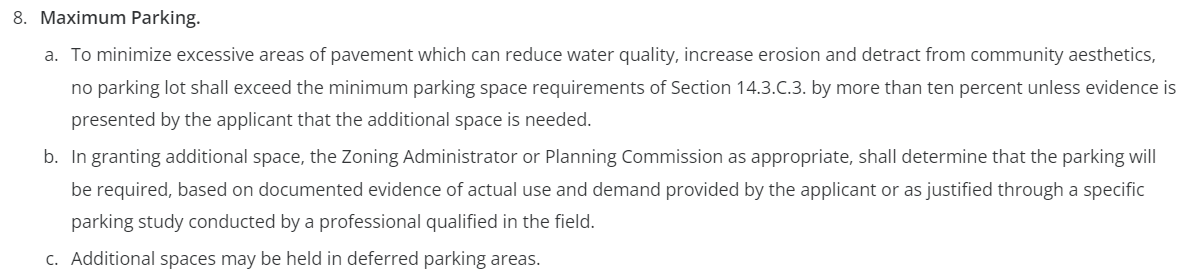 8. Maximum Parking.
a. To minimize excessive areas of pavement which can reduce water quality, increase erosion and detract from community aesthetics,
no parking lot shall exceed the minimum parking space requirements of Section 14.3.C.3. by more than ten percent unless evidence is
presented by the applicant that the additional space is needed.
b. In granting additional space, the Zoning Administrator or Planning Commission as appropriate, shall determine that the parking will
be required, based on documented evidence of actual use and demand provided by the applicant or as justified through a specific
parking study conducted by a professional qualified in the field.
c. Additional spaces may be held in deferred parking areas.